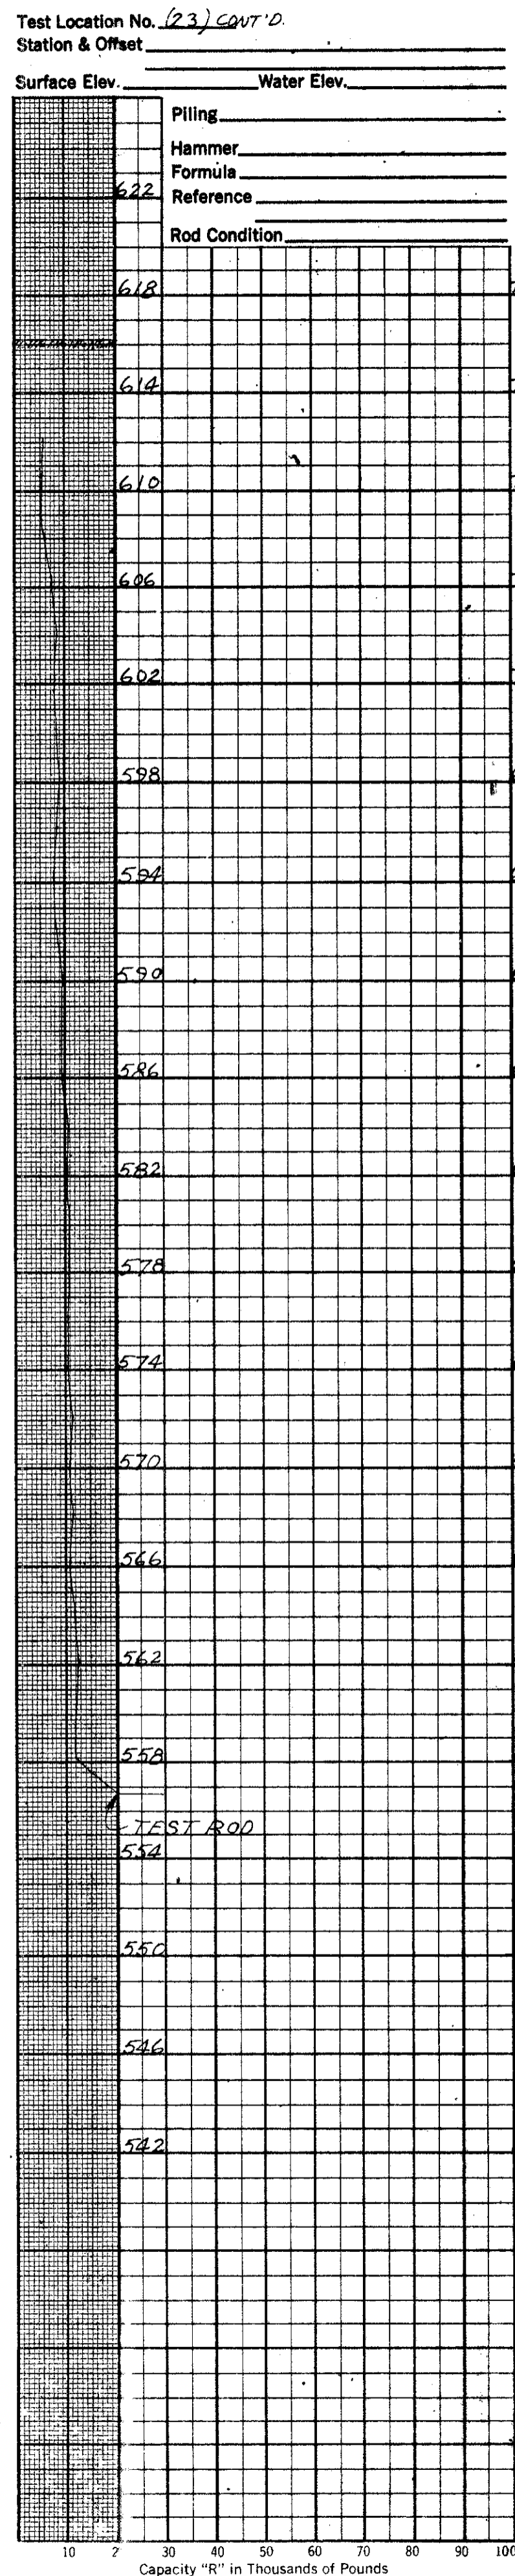 Test Location No. (23) CONT'D.
Station & Offset
Surface Elev. Water Elev.
Piling
Hammer
Formula
622
Reference
Rod Condition
618
614
610
606
602
598
594
590
586
582
578
574
570
566
562
558
TEST ROD
554
550
546
542
10 2 30 40 50 60 70 80 90 100
Capacity "R" in Thousands of Pounds